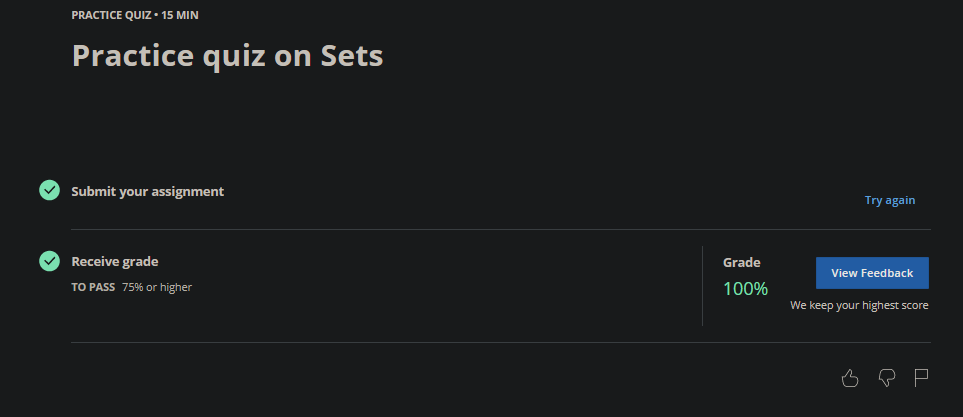 PRACTICE QUIZ • 15 MIN
Practice quiz on Sets
Submit your assignment
Try again
Receive grade
TO PASS 75% or higher
Grade
100%
View Feedback
We keep your highest score